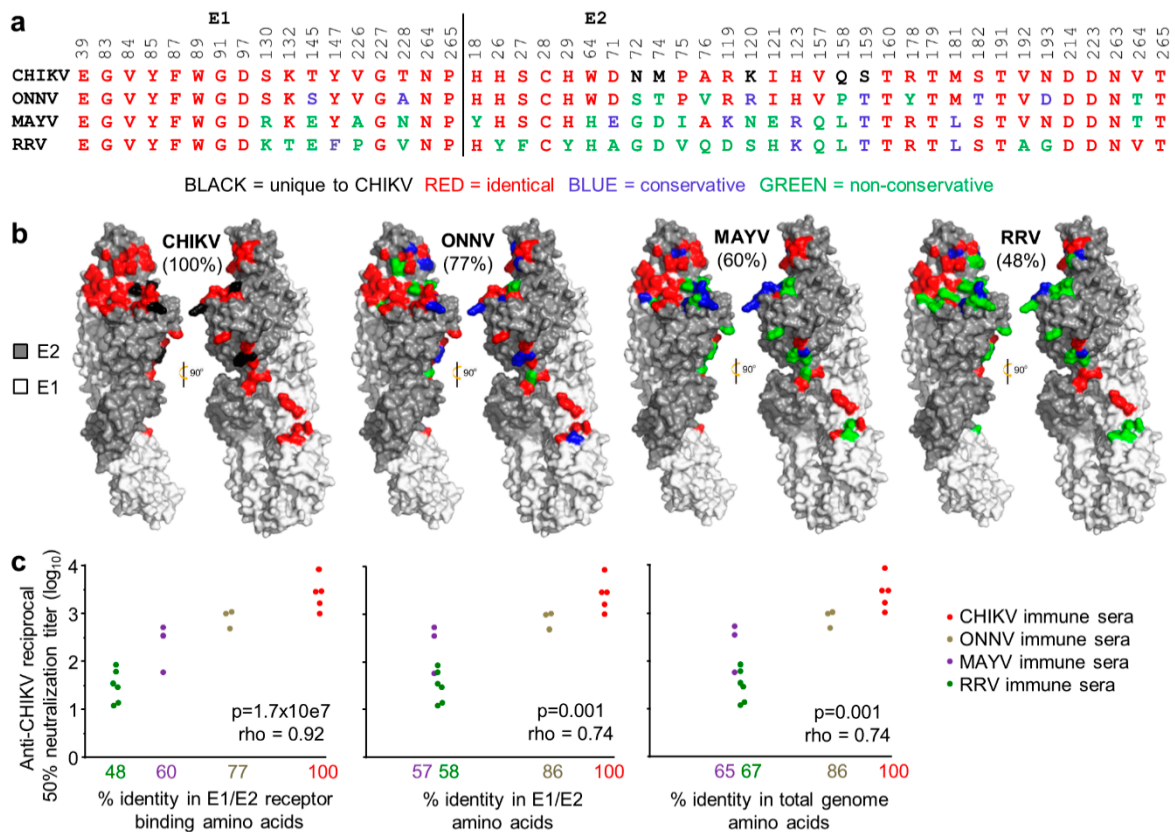 a
E1 E2
39 83 84 85 87 89 91 97 130 132 145 147 226 227 228 264 265 18 26 27 28 29 64 71 72 74 75 76 119 120 121 123 157 158 159 160 178 179 181 182 191 193 214 223 264 265
CHIKV E G V Y F W G D S K T Y V G T N P H H S C H W D N M P A R K I H V Q S T R T M S T V N D D N V T
ONNV E G V Y F W G D S K S Y V G A N P H H S C H W D S T P V R R I H V P T T Y T M T T V D D D N T T
MAYV E G V Y F W G D R K E Y A G N N P Y H S C H H E G D I A K N E R Q L T T R T L S T V N D D N T T
RRV E G V Y F W G D K T E F P G V N P H Y F C Y H A G D V Q D S H K Q L T T R T L S T A G D D N V T
BLACK = unique to CHIKV RED = identical BLUE = conservative GREEN = non-conservative
b
CHIKV
(100%)
ONNV
(77%)
MAYV
(60%)
RRV
(48%)
E2
E1
90°
90°
90°
90°
c
Anti-CHIKV reciprocal
50% neutralization titer (log10)
4
3
2
1
0
p=1.7x10e7
rho = 0.92
48 60 77 100
% identity in E1/E2 receptor
binding amino acids
p=0.001
rho = 0.74
57 58 86 100
% identity in E1/E2
amino acids
p=0.001
rho = 0.74
65 67 86 100
% identity in total genome
amino acids
CHIKV immune sera
ONNV immune sera
MAYV immune sera
RRV immune sera